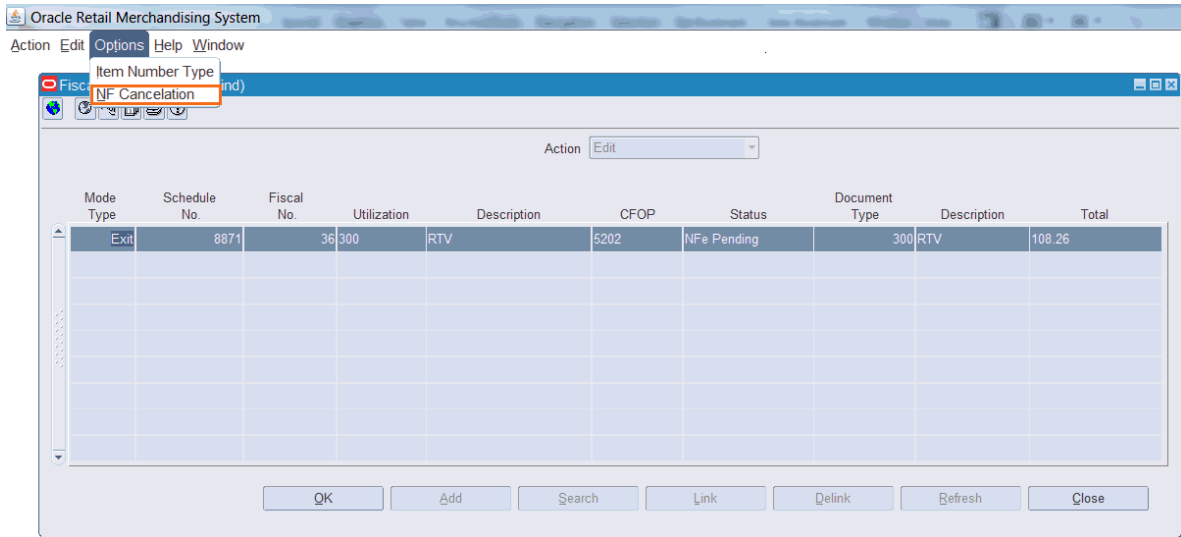 Oracle Retail Merchandising System
Action Edit Options Help Window
Item Number Type
NF Cancelation
Fisc ind)
Action Edit
Mode Type Schedule No. Fiscal No. Utilization Description CFOP Status Document Type Description Total
Exit 8871 36 300 RTV 5202 NFe Pending 300 RTV 108.26
OK Add Search Link Delink Refresh Close